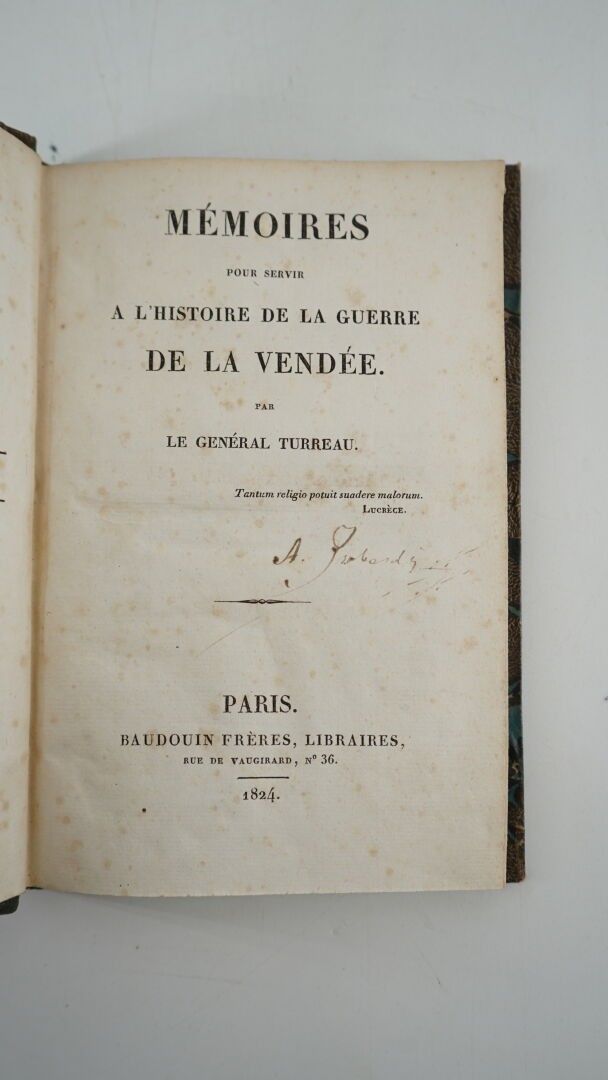 MÉMOIRES
POUR SERVIR
A L'HISTOIRE DE LA GUERRE
DE LA VENDÉE.
PAR
LE GENÉRAL TURREAU.
Tantum religio potuit suadere malorum.
LUCRÈCE.
A.
PARIS.
BAUDOUIN FRÈRES, LIBRAIRES,
RUE DE VAUGIRARD, N° 36.
1824.